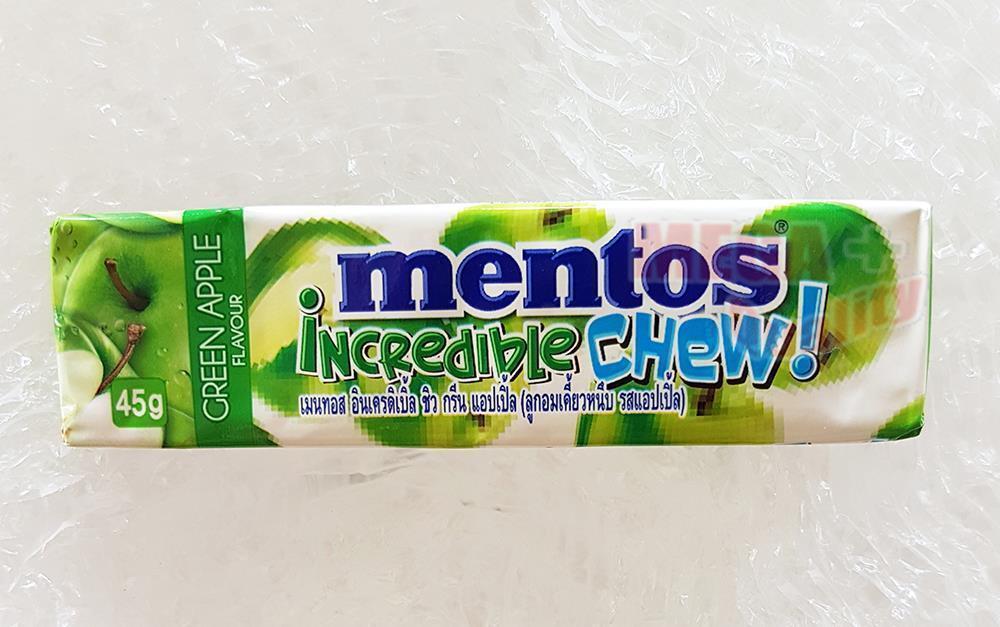 GREEN APPLE
FLAVOUR
45g
mentos®
iNCREDiBLE CHEW!
เมนทอส อินเครดิเบิ้ล ชิว กรีน แอปเปิ้ล (ลูกอมเคี้ยวหนึบ รสแอปเปิ้ล)